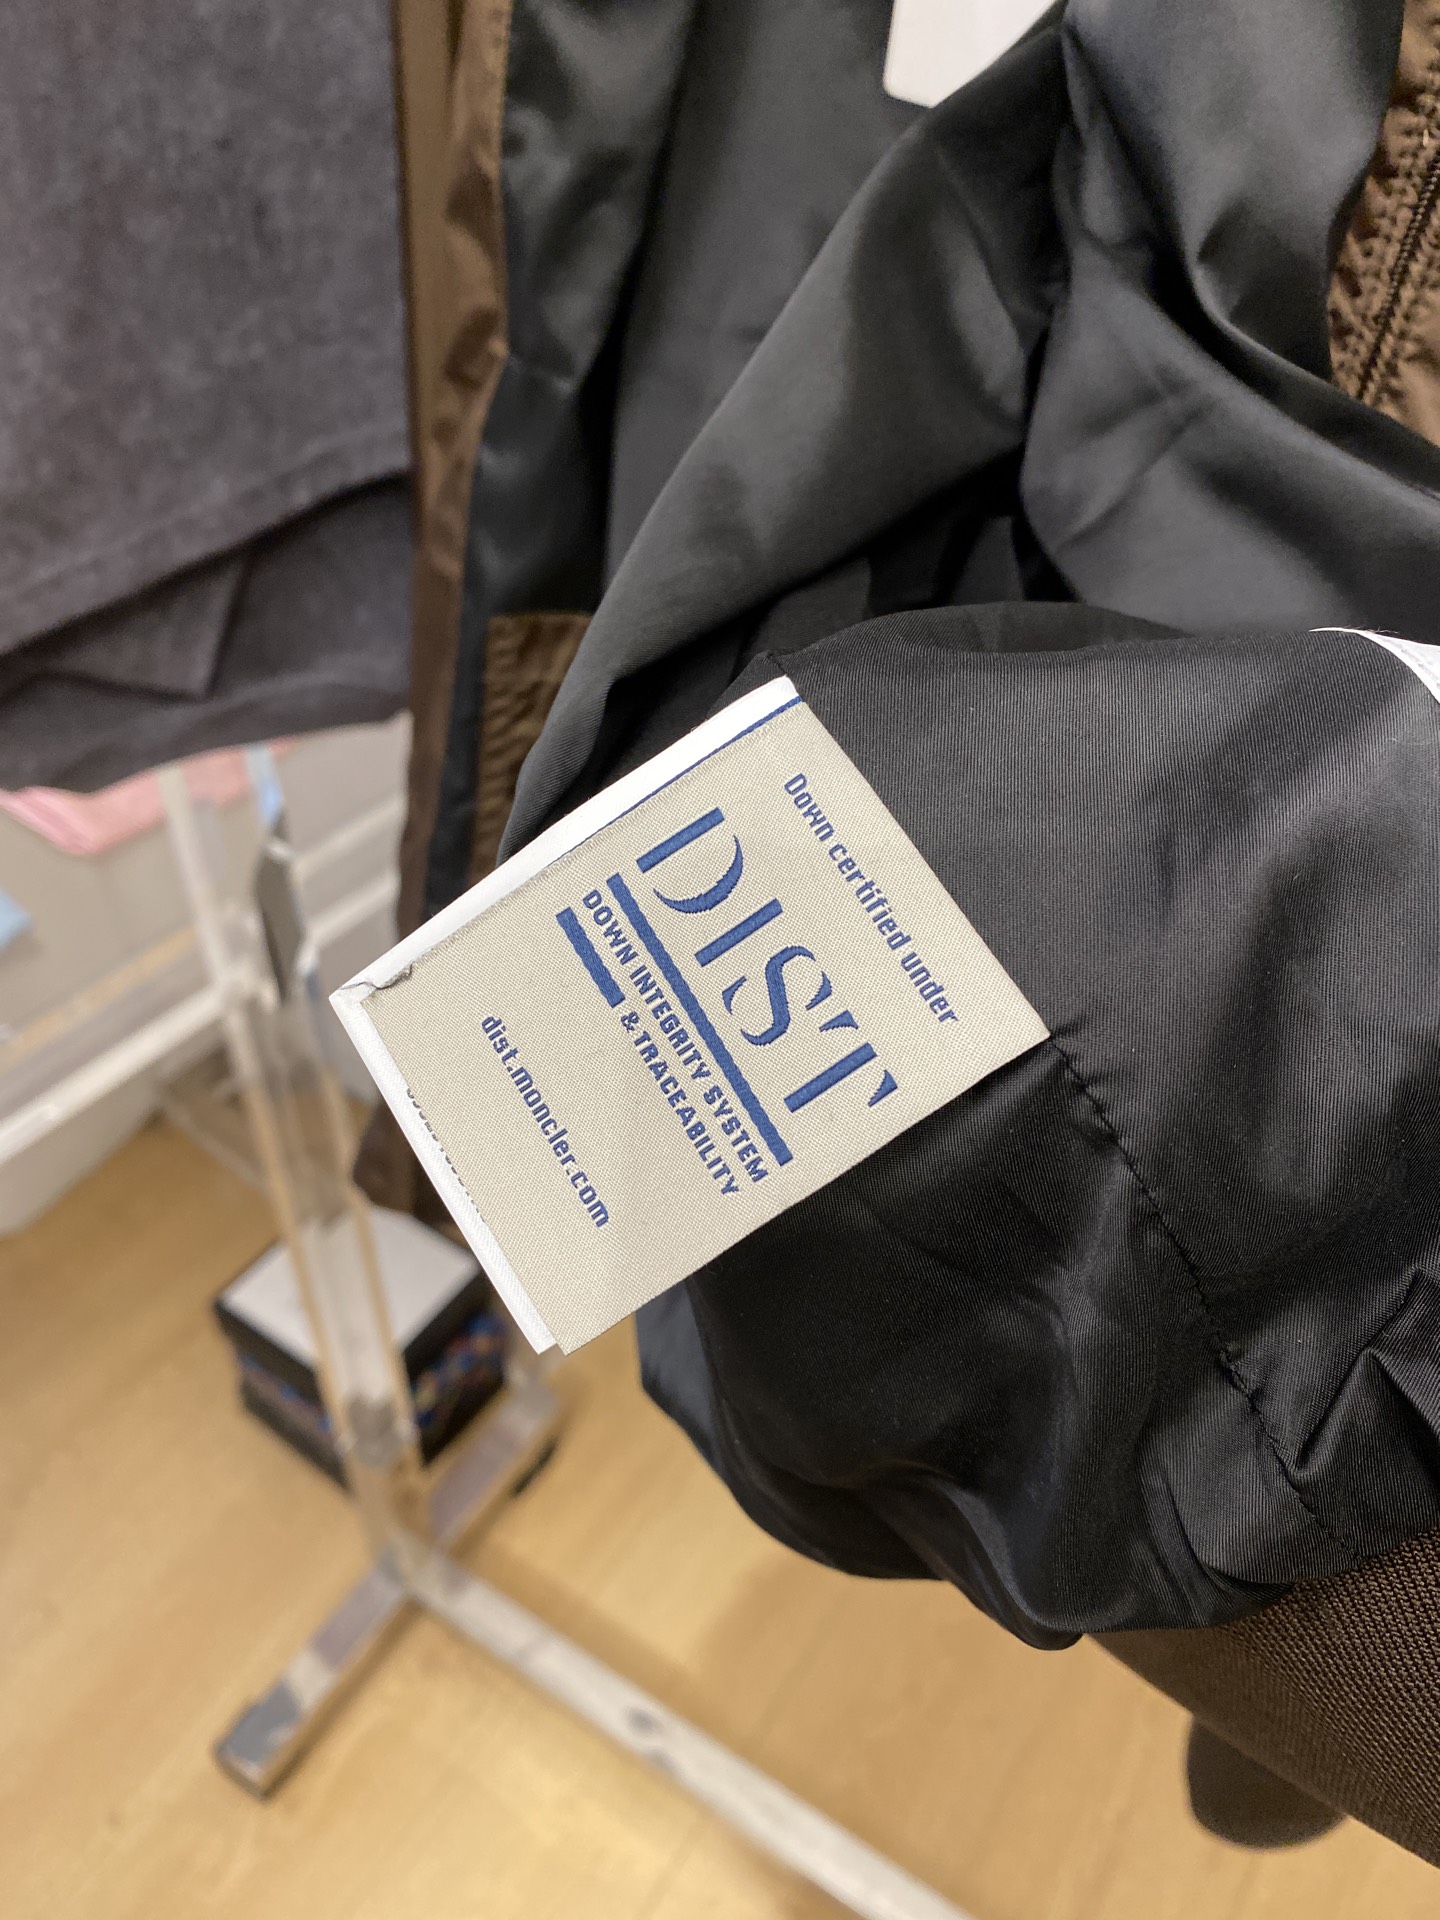 Down certified under
DIST
DOWN INTEGRITY SYSTEM
& TRACEABILITY
dist.moncler.com